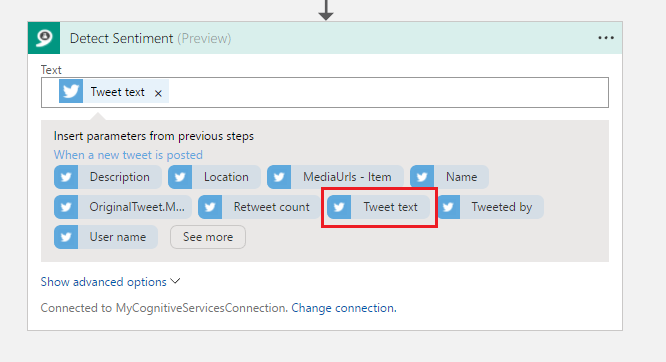 Detect Sentiment (Preview)
Text
Tweet text ×
Insert parameters from previous steps
When a new tweet is posted
Description Location MediaUrls - Item Name
OriginalTweet.M... Retweet count Tweet text Tweeted by
User name See more
Show advanced options
Connected to MyCognitiveServicesConnection. Change connection.